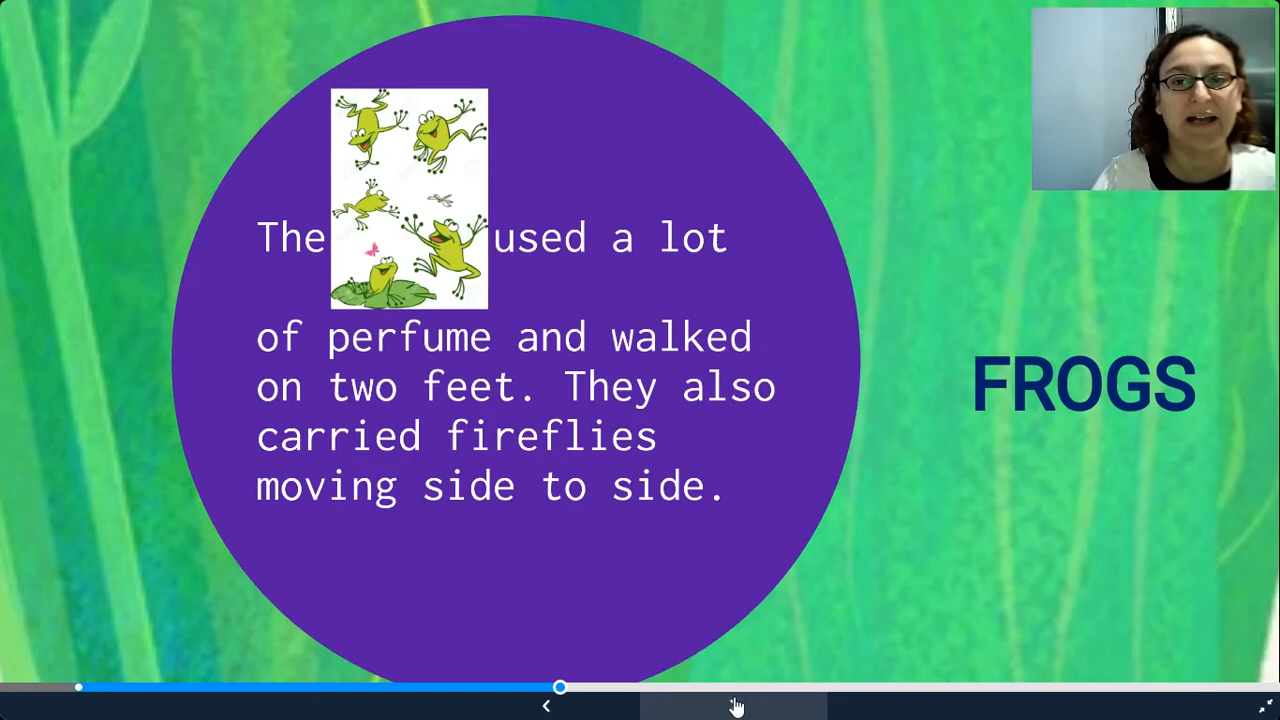 The used a lot
of perfume and walked
on two feet. They also
carried fireflies
moving side to side.
FROGS